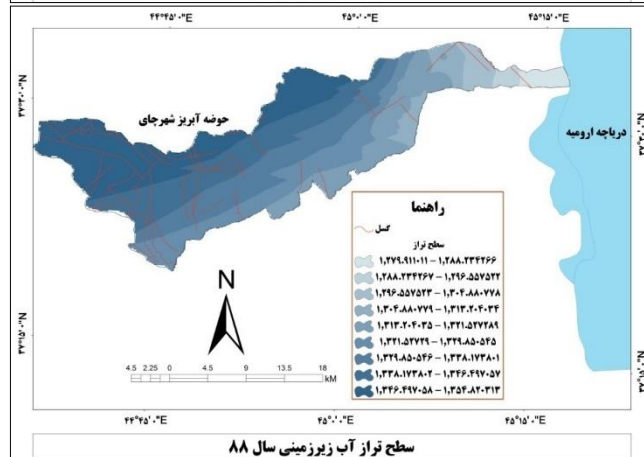 ۴۴°۴۵'۰"E ۴۵°۰'۰"E ۴۵°۱۵'۰"E
حوضه آبریز شهرچای
دریاچه ارومیه
راهنما
گسل
سطح تراز
۱,۲۷۹.۹۱۱۰۱۱ – ۱,۲۸۸.۲۳۴۲۶۶
۱,۲۸۸.۲۳۴۲۶۷ – ۱,۲۹۶.۵۵۷۵۲۲
۱,۲۹۶.۵۵۷۵۲۳ – ۱,۳۰۴.۸۸۰۷۷۸
۱,۳۰۴.۸۸۰۷۷۹ – ۱,۳۱۳.۲۰۴۰۳۴
۱,۳۱۳.۲۰۴۰۳۵ – ۱,۳۲۱.۵۲۷۲۸۹
۱,۳۲۱.۵۲۷۲۹ – ۱,۳۲۹.۸۵۰۵۴۵
۱,۳۲۹.۸۵۰۵۴۶ – ۱,۳۳۸.۱۷۳۸۰۱
۱,۳۳۸.۱۷۳۸۰۲ – ۱,۳۴۶.۴۹۷۰۵۷
۱,۳۴۶.۴۹۷۰۵۸ – ۱,۳۵۴.۸۲۰۳۱۳
N
4.5 2.25 0 4.5 9 13.5 18
KM
۴۴°۴۵'۰"E ۴۵°۰'۰"E ۴۵°۱۵'۰"E
سطح تراز آب زیرزمینی سال ۸۸